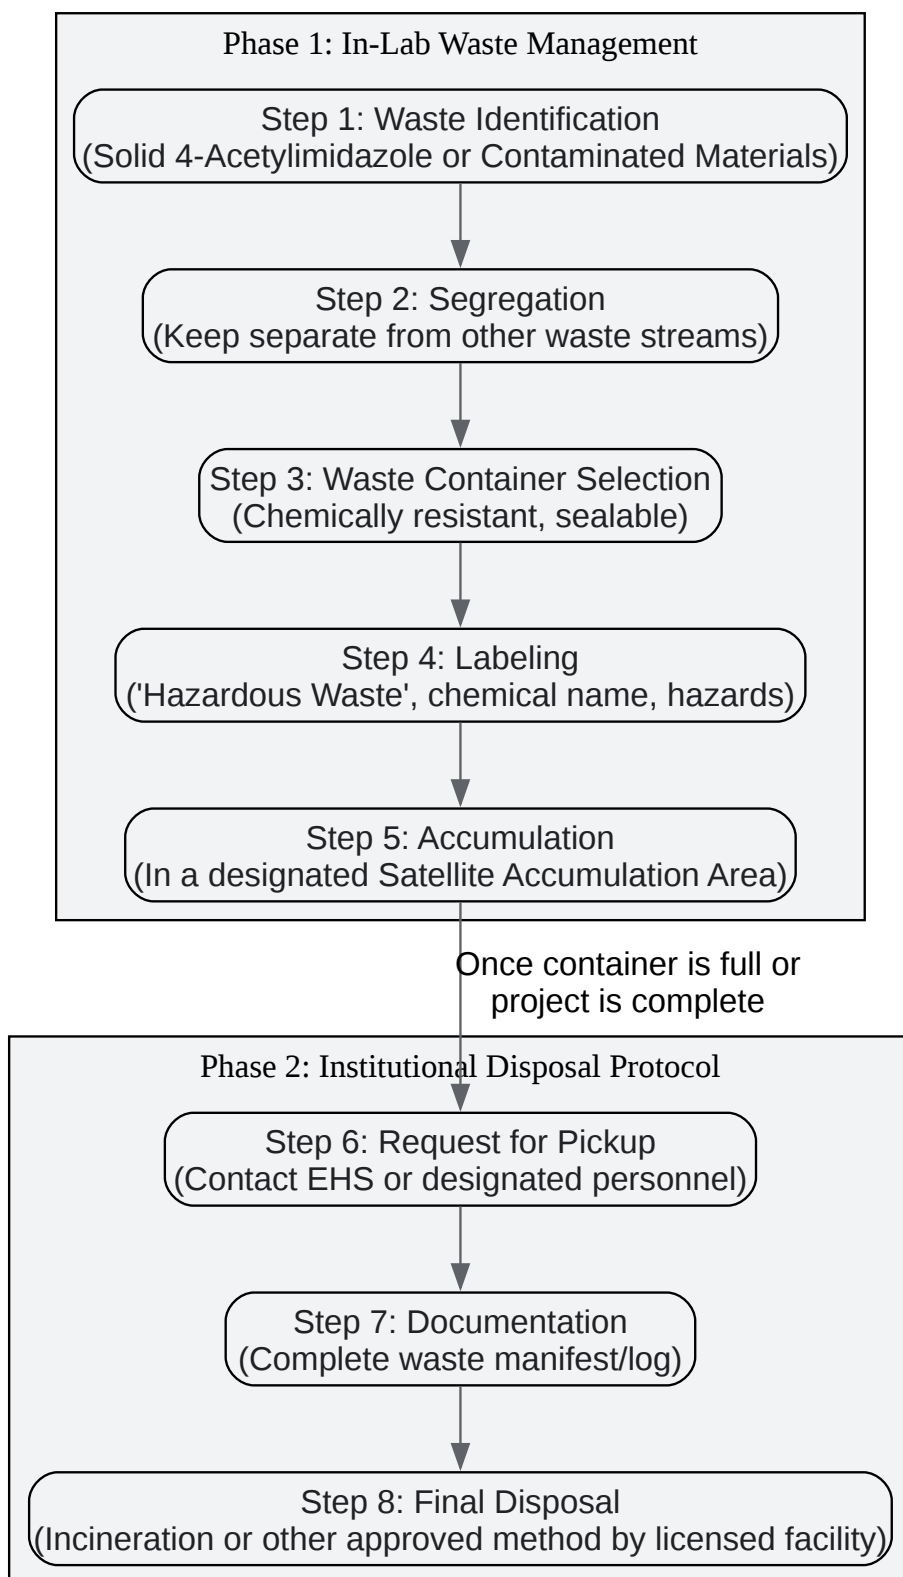 Phase 1: In-Lab Waste Management
Step 1: Waste Identification
(Solid 4-Acetylimidazole or Contaminated Materials)
Step 2: Segregation
(Keep separate from other waste streams)
Step 3: Waste Container Selection
(Chemically resistant, sealable)
Step 4: Labeling
('Hazardous Waste', chemical name, hazards)
Step 5: Accumulation
(In a designated Satellite Accumulation Area)
Once container is full or
project is complete
Phase 2: Institutional Disposal Protocol
Step 6: Request for Pickup
(Contact EHS or designated personnel)
Step 7: Documentation
(Complete waste manifest/log)
Step 8: Final Disposal
(Incineration or other approved method by licensed facility)